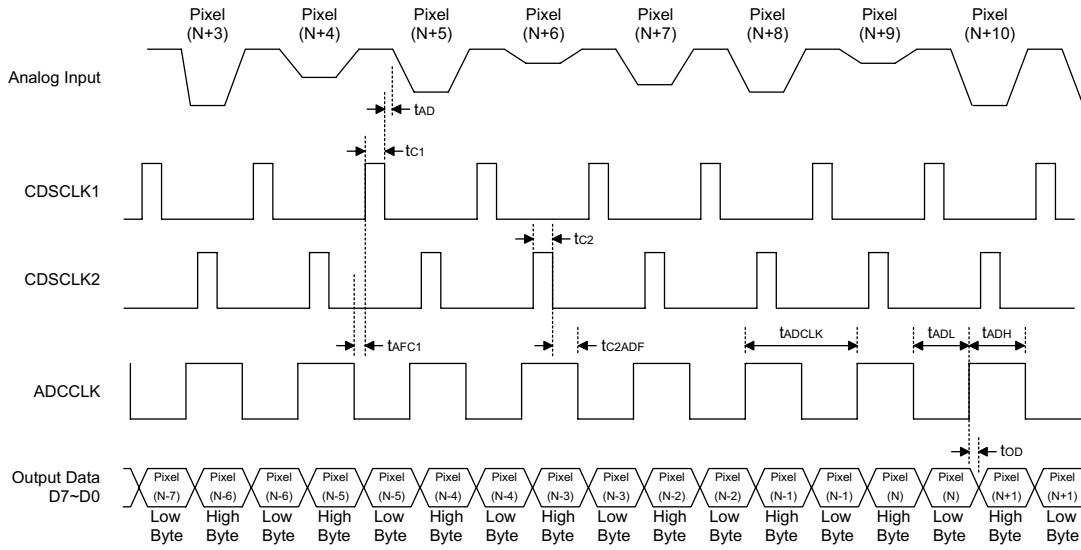 Pixel Pixel Pixel Pixel Pixel Pixel Pixel Pixel
(N+3) (N+4) (N+5) (N+6) (N+7) (N+8) (N+9) (N+10)
Analog Input
tAD
tC1
CDSCLK1
tC2
CDSCLK2
tAFC1 tC2ADF tADCLK tADL tADH
ADCCLK
tOD
Output Data
D7~D0
Pixel Pixel Pixel Pixel Pixel Pixel Pixel Pixel Pixel Pixel Pixel Pixel Pixel Pixel Pixel Pixel Pixel
(N-7) (N-6) (N-6) (N-5) (N-5) (N-4) (N-4) (N-3) (N-3) (N-2) (N-2) (N-1) (N-1) (N) (N) (N+1) (N+1)
Low High Low High Low High Low High Low High Low High Low High Low High Low
Byte Byte Byte Byte Byte Byte Byte Byte Byte Byte Byte Byte Byte Byte Byte Byte Byte